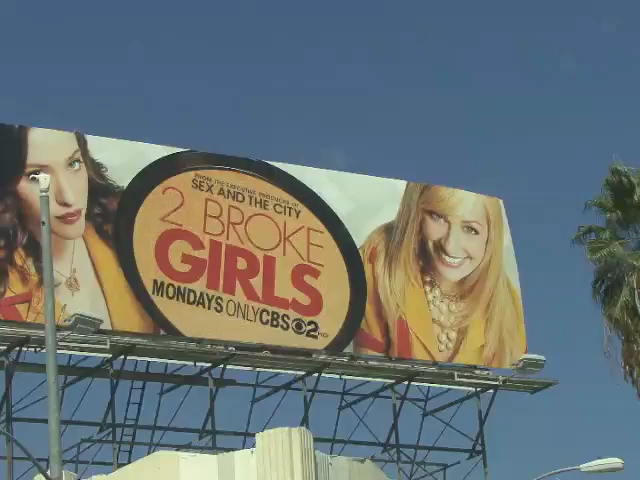 FROM THE EXECUTIVE PRODUCER OF
SEX AND THE CITY
2 BROKE
GIRLS
MONDAYS ONLY CBS 2